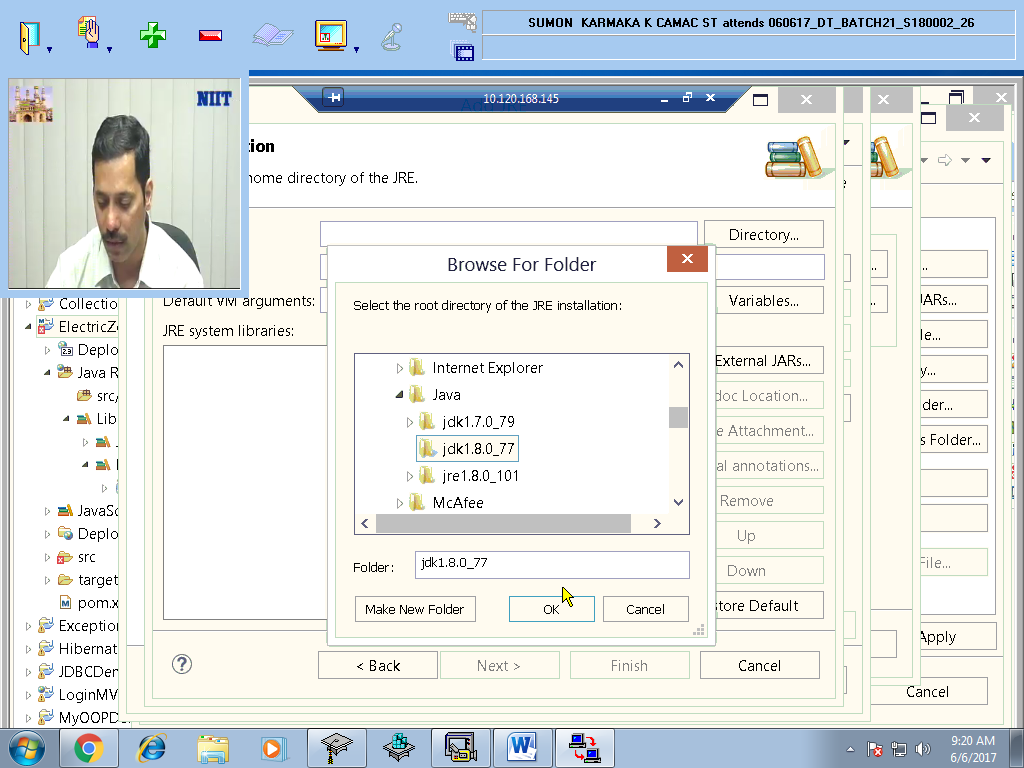 SUMON KARMAKA K CAMAC ST attends 060617_DT_BATCH21_S180002_26
NIIT
10.120.168.145
tion
home directory of the JRE.
Directory...
Browse For Folder
Select the root directory of the JRE installation:
Default VM arguments:
Variables...
JRE system libraries:
External JARs...
doc Location...
e Attachment...
al annotations...
Remove
Up
Down
store Default
Internet Explorer
Java
jdk1.7.0_79
jdk1.8.0_77
jre1.8.0_101
McAfee
Folder:
jdk1.8.0_77
Make New Folder
OK
Cancel
< Back
Next >
Finish
Cancel
JARs...
le...
y...
der...
s Folder...
File...
Apply
Cancel
Collectio
ElectricZ
Deplo
Java R
src/
Lib
JavaSc
Deplo
src
target
pom.x
Exception
Hibernat
JDBCDem
LoginMV
MyOOPD
9:20 AM
6/6/2017